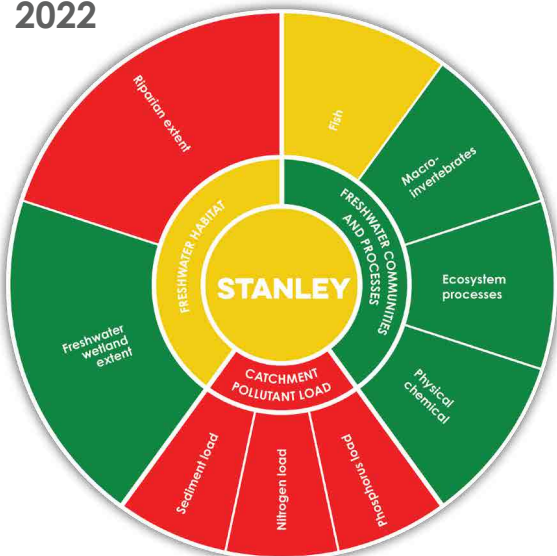 2022
Riparian extent
Fish
Macro-
invertebrates
FRESHWATER HABITAT
FRESHWATER COMMUNITIES
AND PROCESSES
STANLEY
Ecosystem
processes
Freshwater
wetland
extent
CATCHMENT
POLLUTANT LOAD
Physical
chemical
Sediment load
Nitrogen load
Phosphorus load